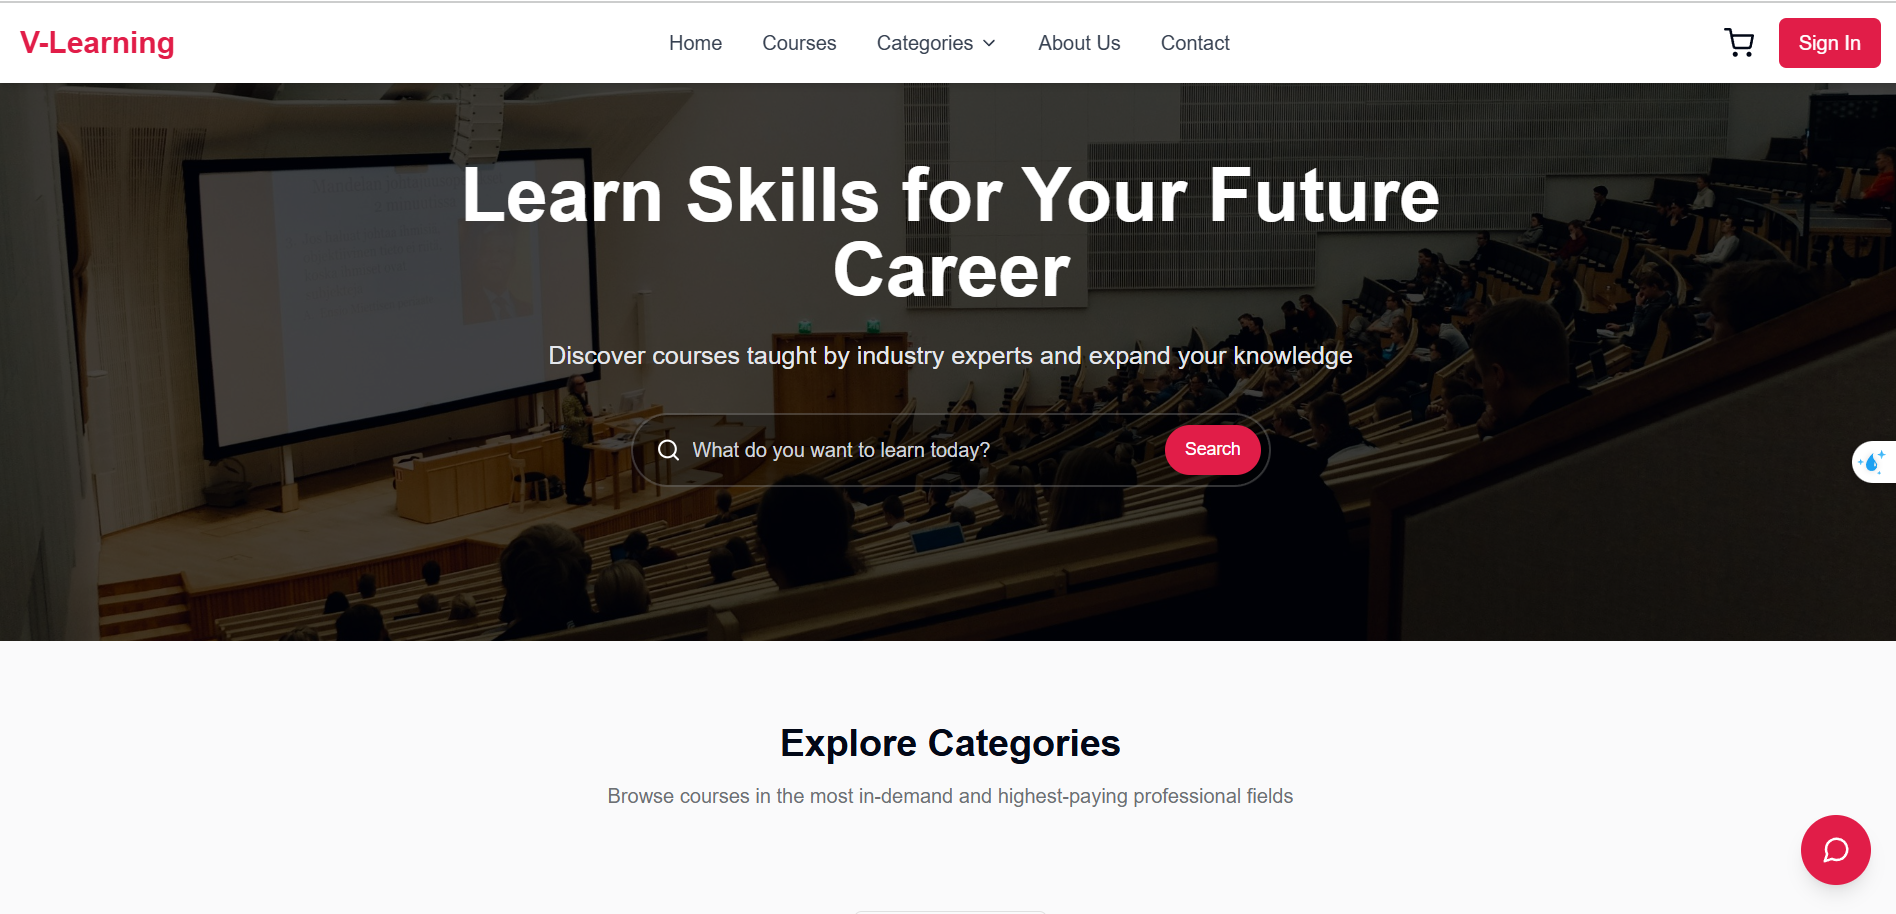 V-Learning
Home
Courses
Categories
About Us
Contact
Sign In
Learn Skills for Your Future
Career
Discover courses taught by industry experts and expand your knowledge
What do you want to learn today?
Search
Explore Categories
Browse courses in the most in-demand and highest-paying professional fields